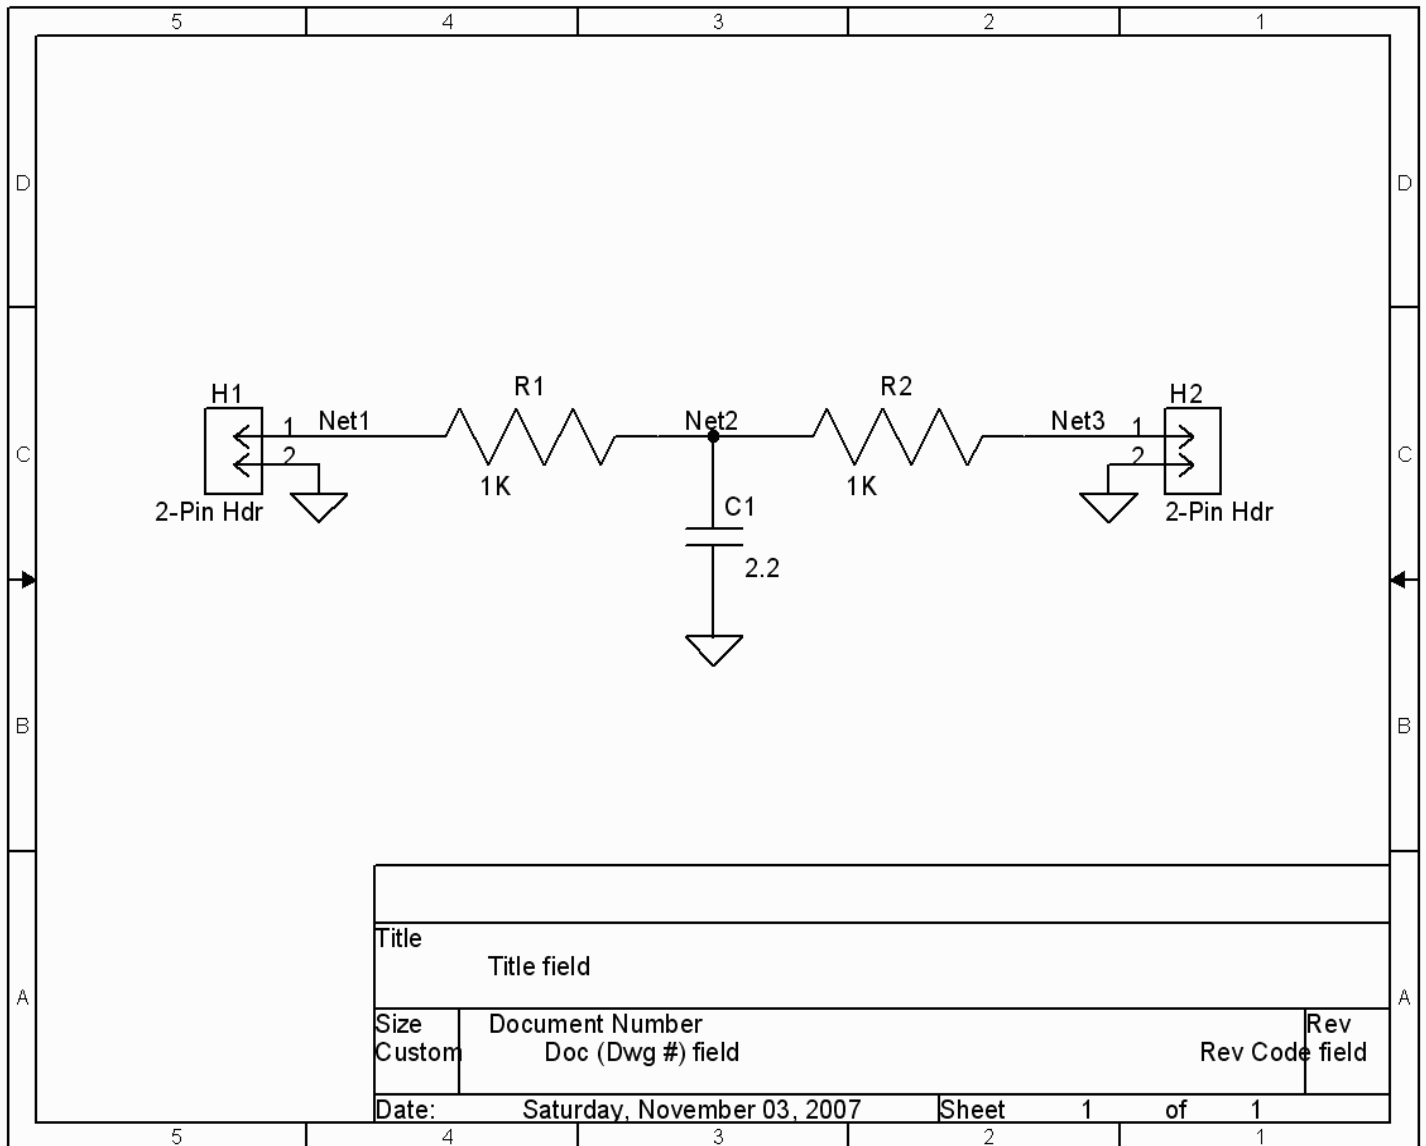 5 4 3 2 1
D D
H1 R1 R2 H2
1 Net1 Net2 Net3 1
C 2 2 C
1K 1K
2-Pin Hdr C1 2-Pin Hdr
2.2
B B
Title
Title field
A A
Size Document Number Rev
Custom Doc (Dwg #) field Rev Code field
Date: Saturday, November 03, 2007 Sheet 1 of 1
5 4 3 2 1